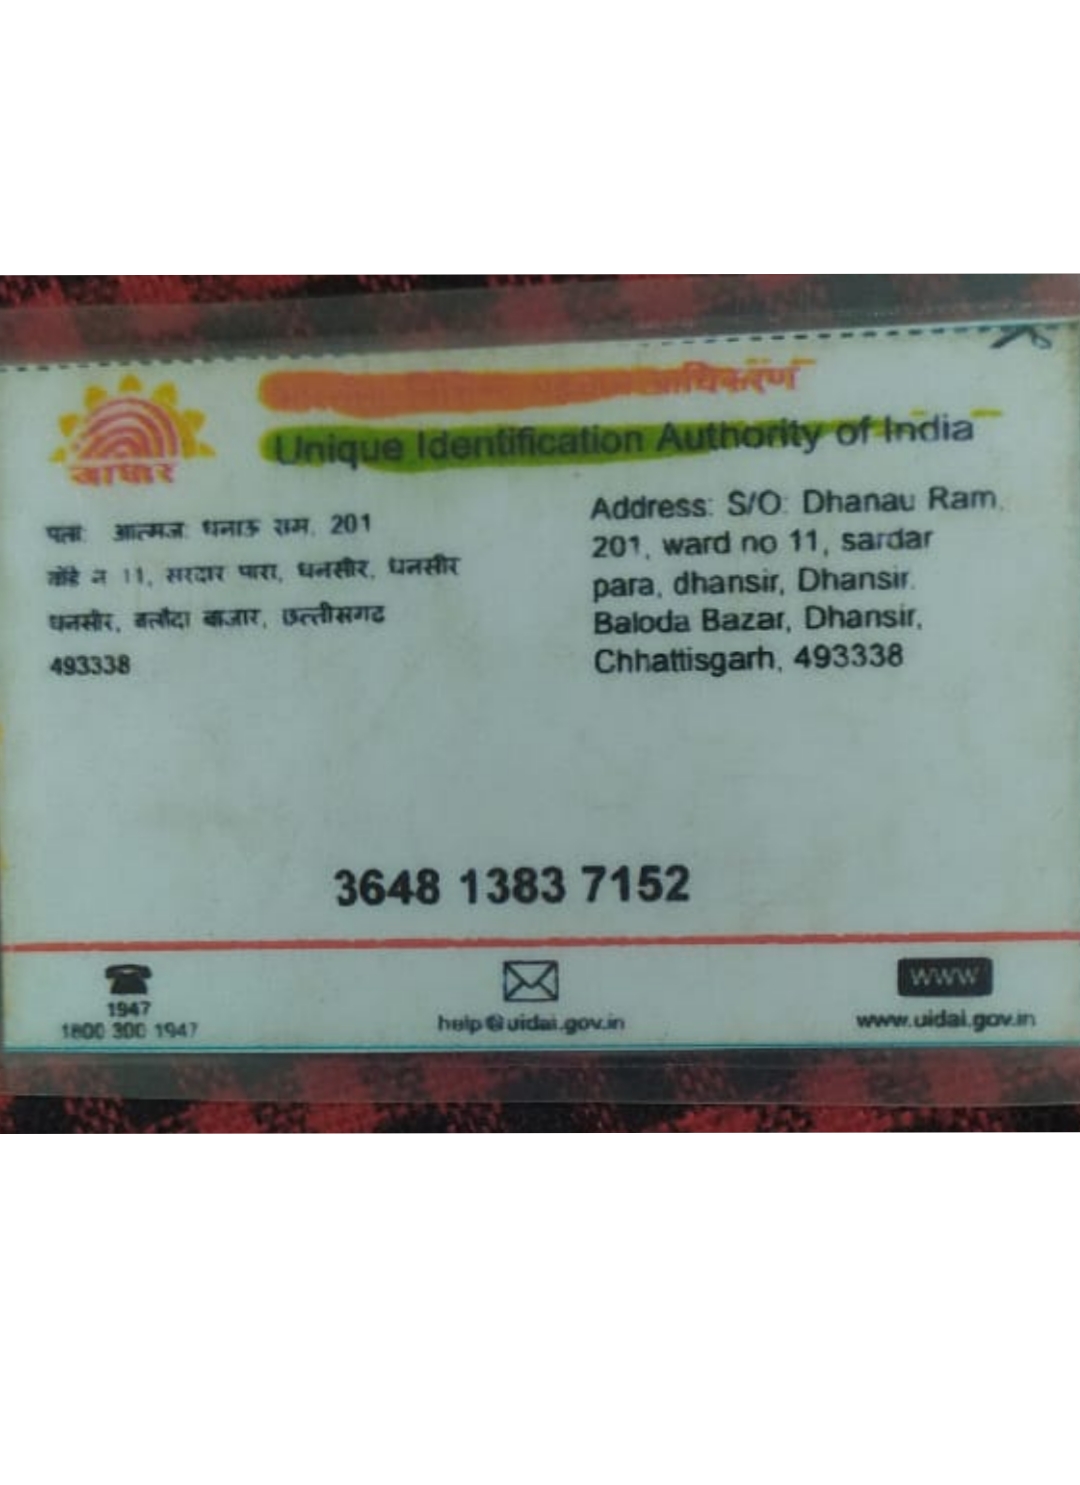 भारतीय विशिष्ट पहचान प्राधिकरण
Unique Identification Authority of India
आधार
पता: आत्मज: धनाऊ राम, 201
वॉर्ड न 11, सरदार पारा, धनसीर, धनसीर
धनसीर, बलौदा बाजार, छत्तीसगढ
493338
Address: S/O: Dhanau Ram,
201, ward no 11, sardar
para, dhansir, Dhansir.
Baloda Bazar, Dhansir,
Chhattisgarh, 493338
3648 1383 7152
1947
1800 300 1947
help@uidai.gov.in
www
www.uidai.gov.in